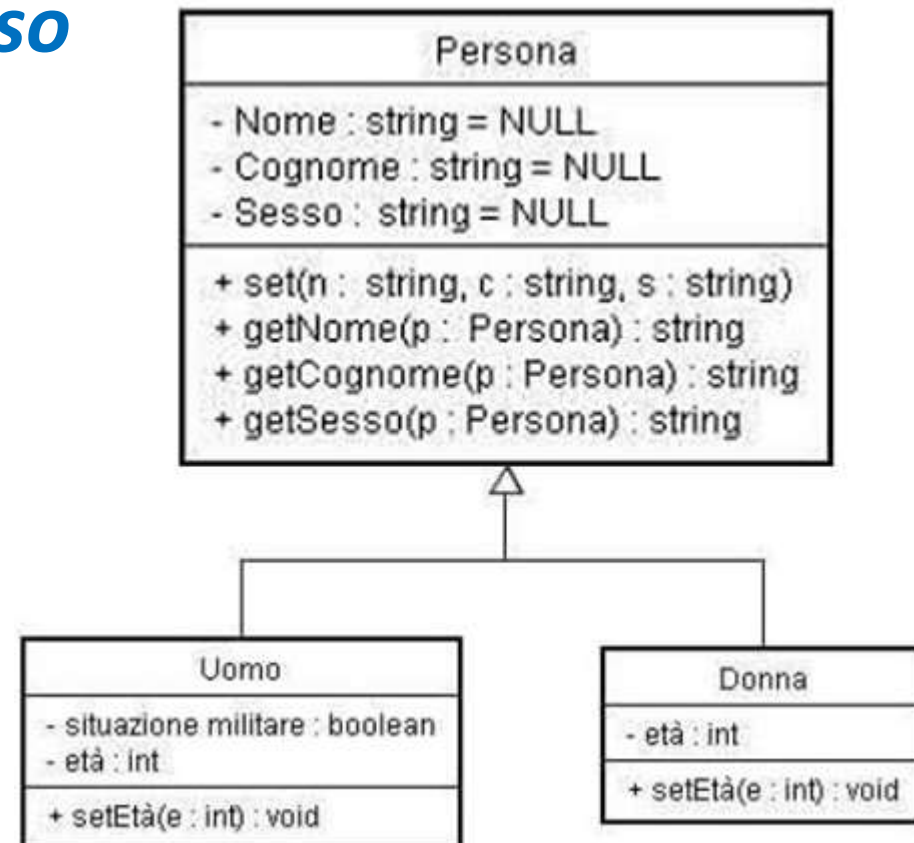 so
Persona
- Nome : string = NULL
- Cognome : string = NULL
- Sesso : string = NULL
+ set(n : string, c : string, s : string)
+ getNome(p : Persona) : string
+ getCognome(p : Persona) : string
+ getSesso(p : Persona) : string
Uomo
- situazione militare : boolean
- età : int
+ setEtà(e : int) : void
Donna
- età : int
+ setEtà(e : int) : void